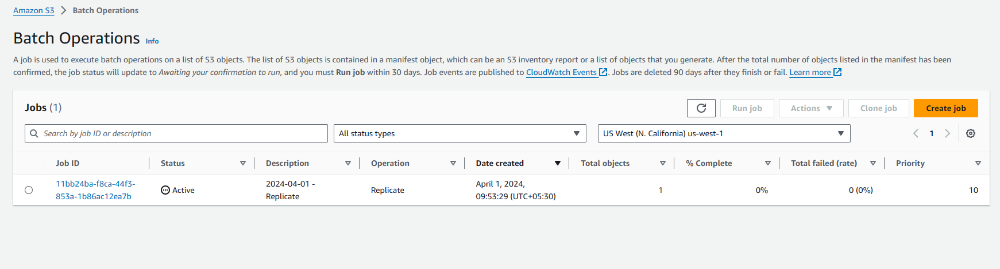 Amazon S3 > Batch Operations
Batch Operations Info
A job is used to execute batch operations on a list of S3 objects. The list of S3 objects is contained in a manifest object, which can be an S3 inventory report or a list of objects that you generate. After the total number of objects listed in the manifest has been
confirmed, the job status will update to Awaiting your confirmation to run, and you must Run job within 30 days. Job events are published to CloudWatch Events. Jobs are deleted 90 days after they finish or fail. Learn more
Jobs (1)
Run job Actions Clone job Create job
Search by job ID or description All status types US West (N. California) us-west-1 1
Job ID Status Description Operation Date created Total objects % Complete Total failed (rate) Priority
11bb24ba-f8ca-44f3-
853a-1b86ac12ea7b
Active
2024-04-01 -
Replicate
Replicate
April 1, 2024,
09:53:29 (UTC+05:30)
1 0% 0 (0%) 10